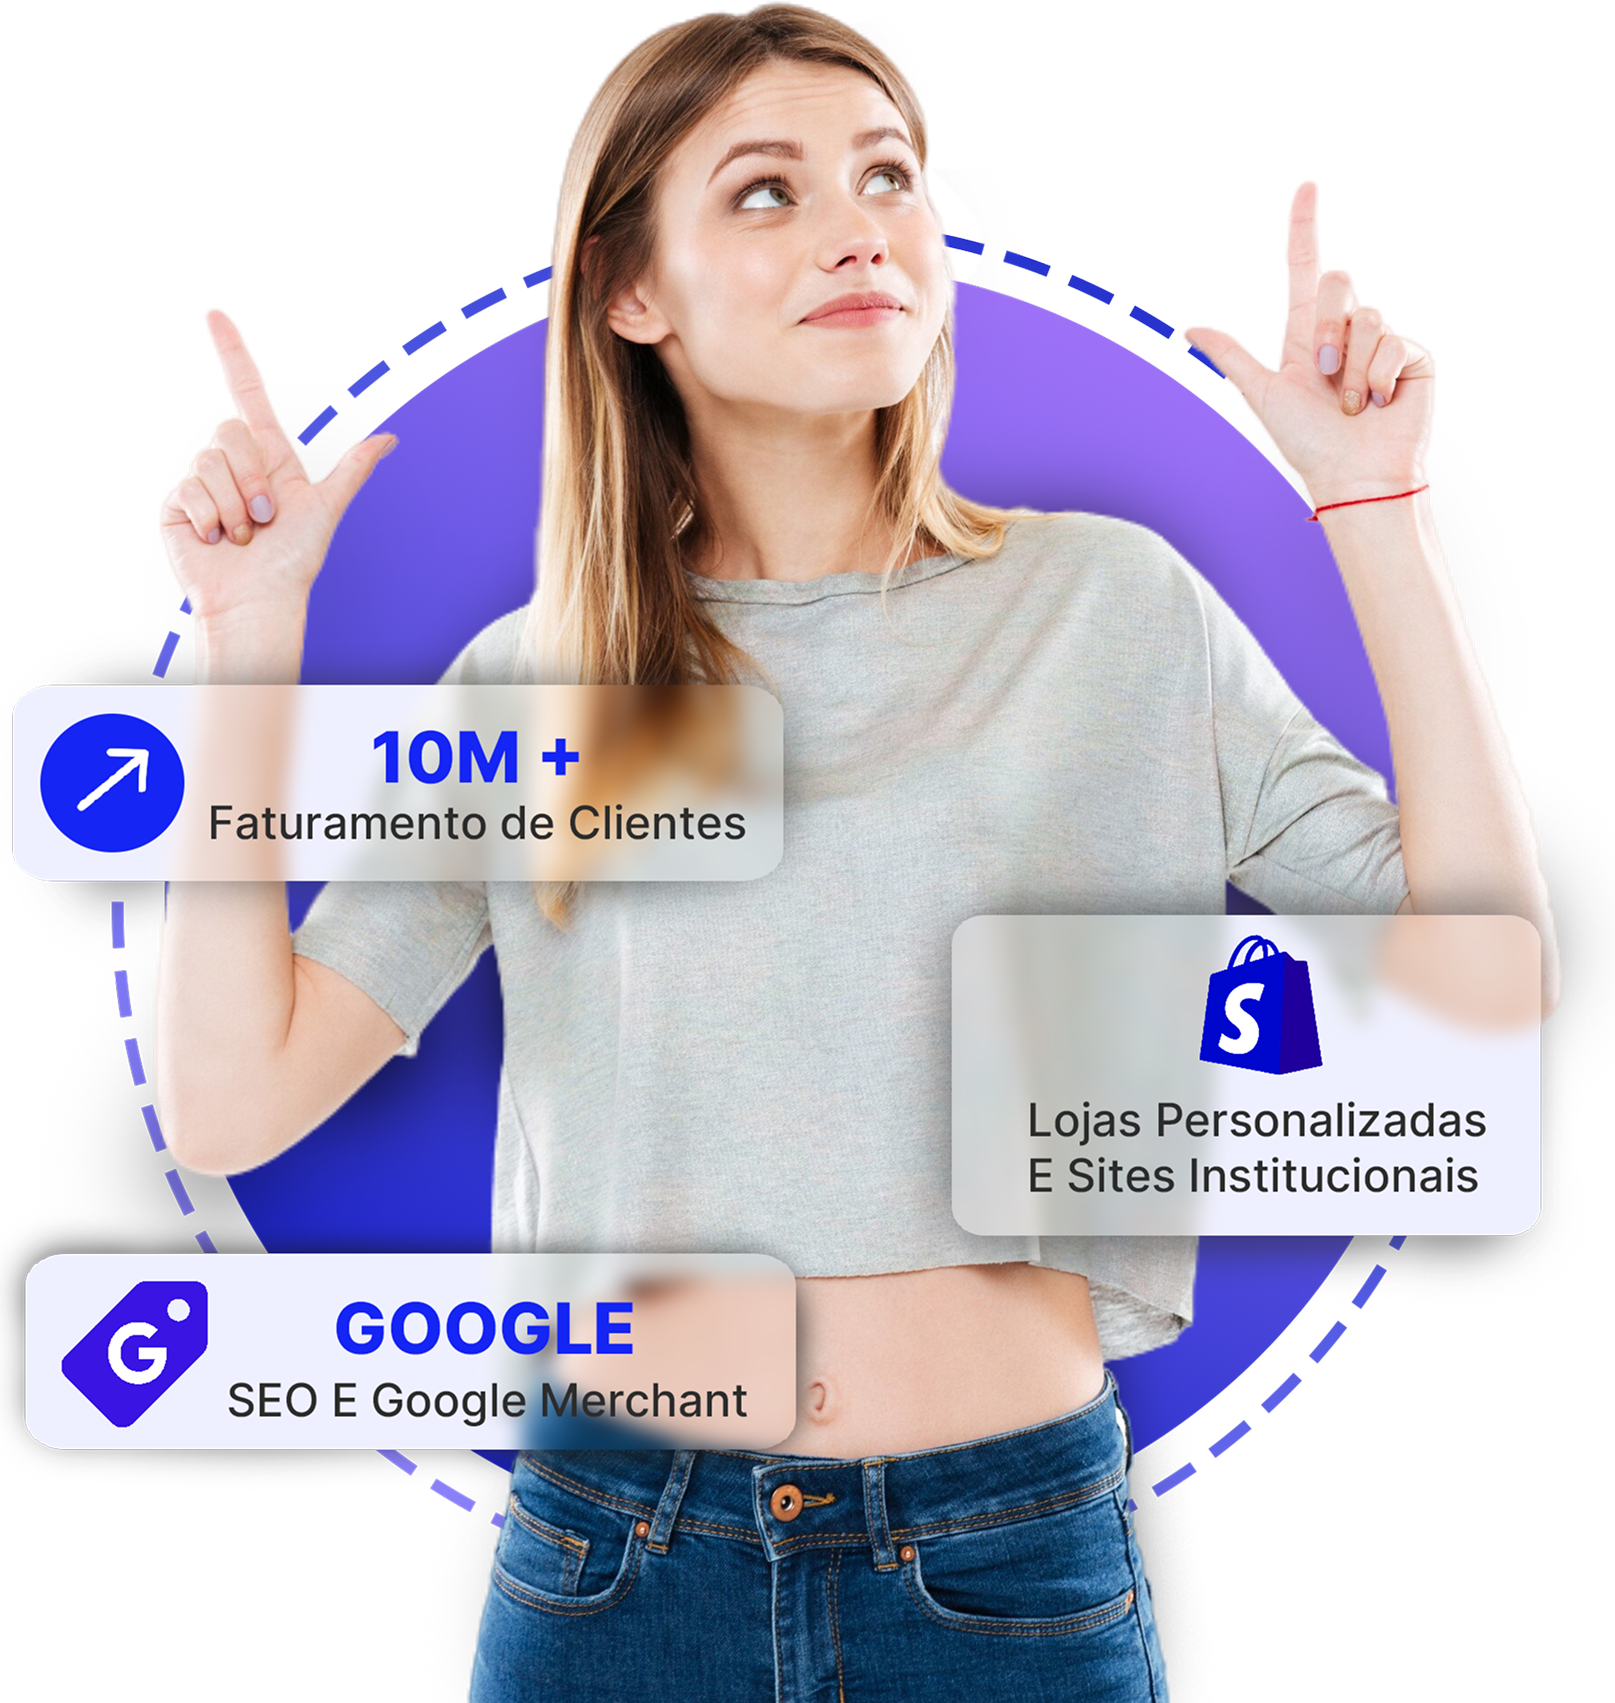 10M +
Faturamento de Clientes
S
Lojas Personalizadas
E Sites Institucionais
G
GOOGLE
SEO E Google Merchant